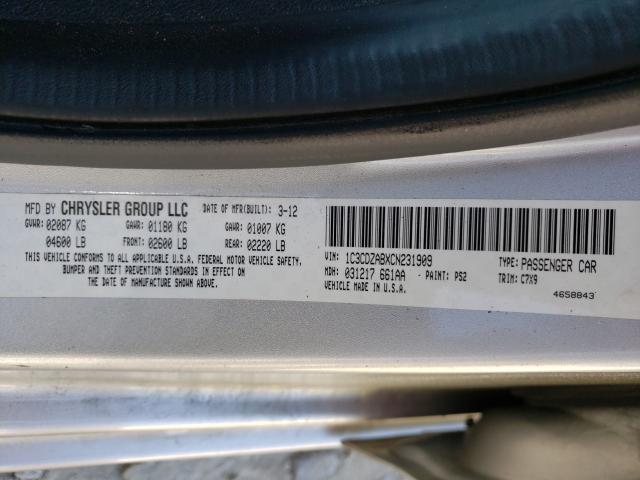 MFD BY CHRYSLER GROUP LLC DATE OF MFR(BUILT): 3-12
GVWR: 02087 KG GAWR: 01180 KG GAWR: 01007 KG
04600 LB FRONT: 02600 LB REAR: 02220 LB
THIS VEHICLE CONFORMS TO ALL APPLICABLE U.S.A. FEDERAL MOTOR VEHICLE SAFETY,
BUMPER AND THEFT PREVENTION STANDARDS IN EFFECT ON
THE DATE OF MANUFACTURE SHOWN ABOVE.
VIN: 1C3CDZABXCN231909 TYPE: PASSENGER CAR
MDH: 031217 661AA - PAINT: PS2 TRIM: C7X9
VEHICLE MADE IN U.S.A. 4658843